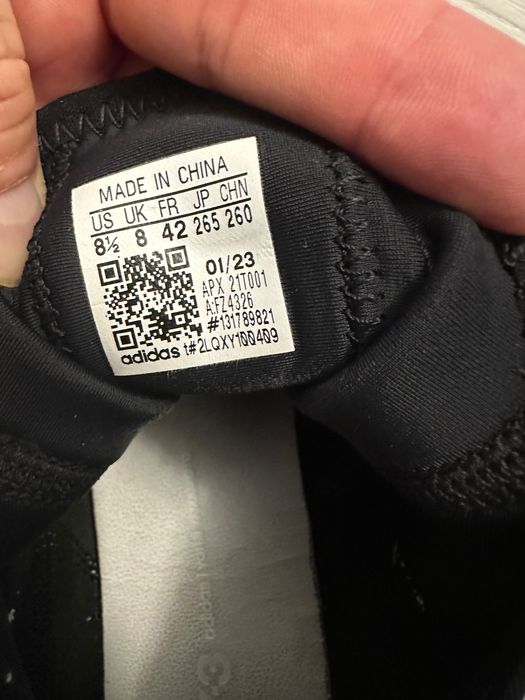 MADE IN CHINA
US UK FR JP CHN
8½ 8 42 265 260
01/23
APX 21T001
A:FZ4326
#131789821
adidas t#2LQXY100409
adidas